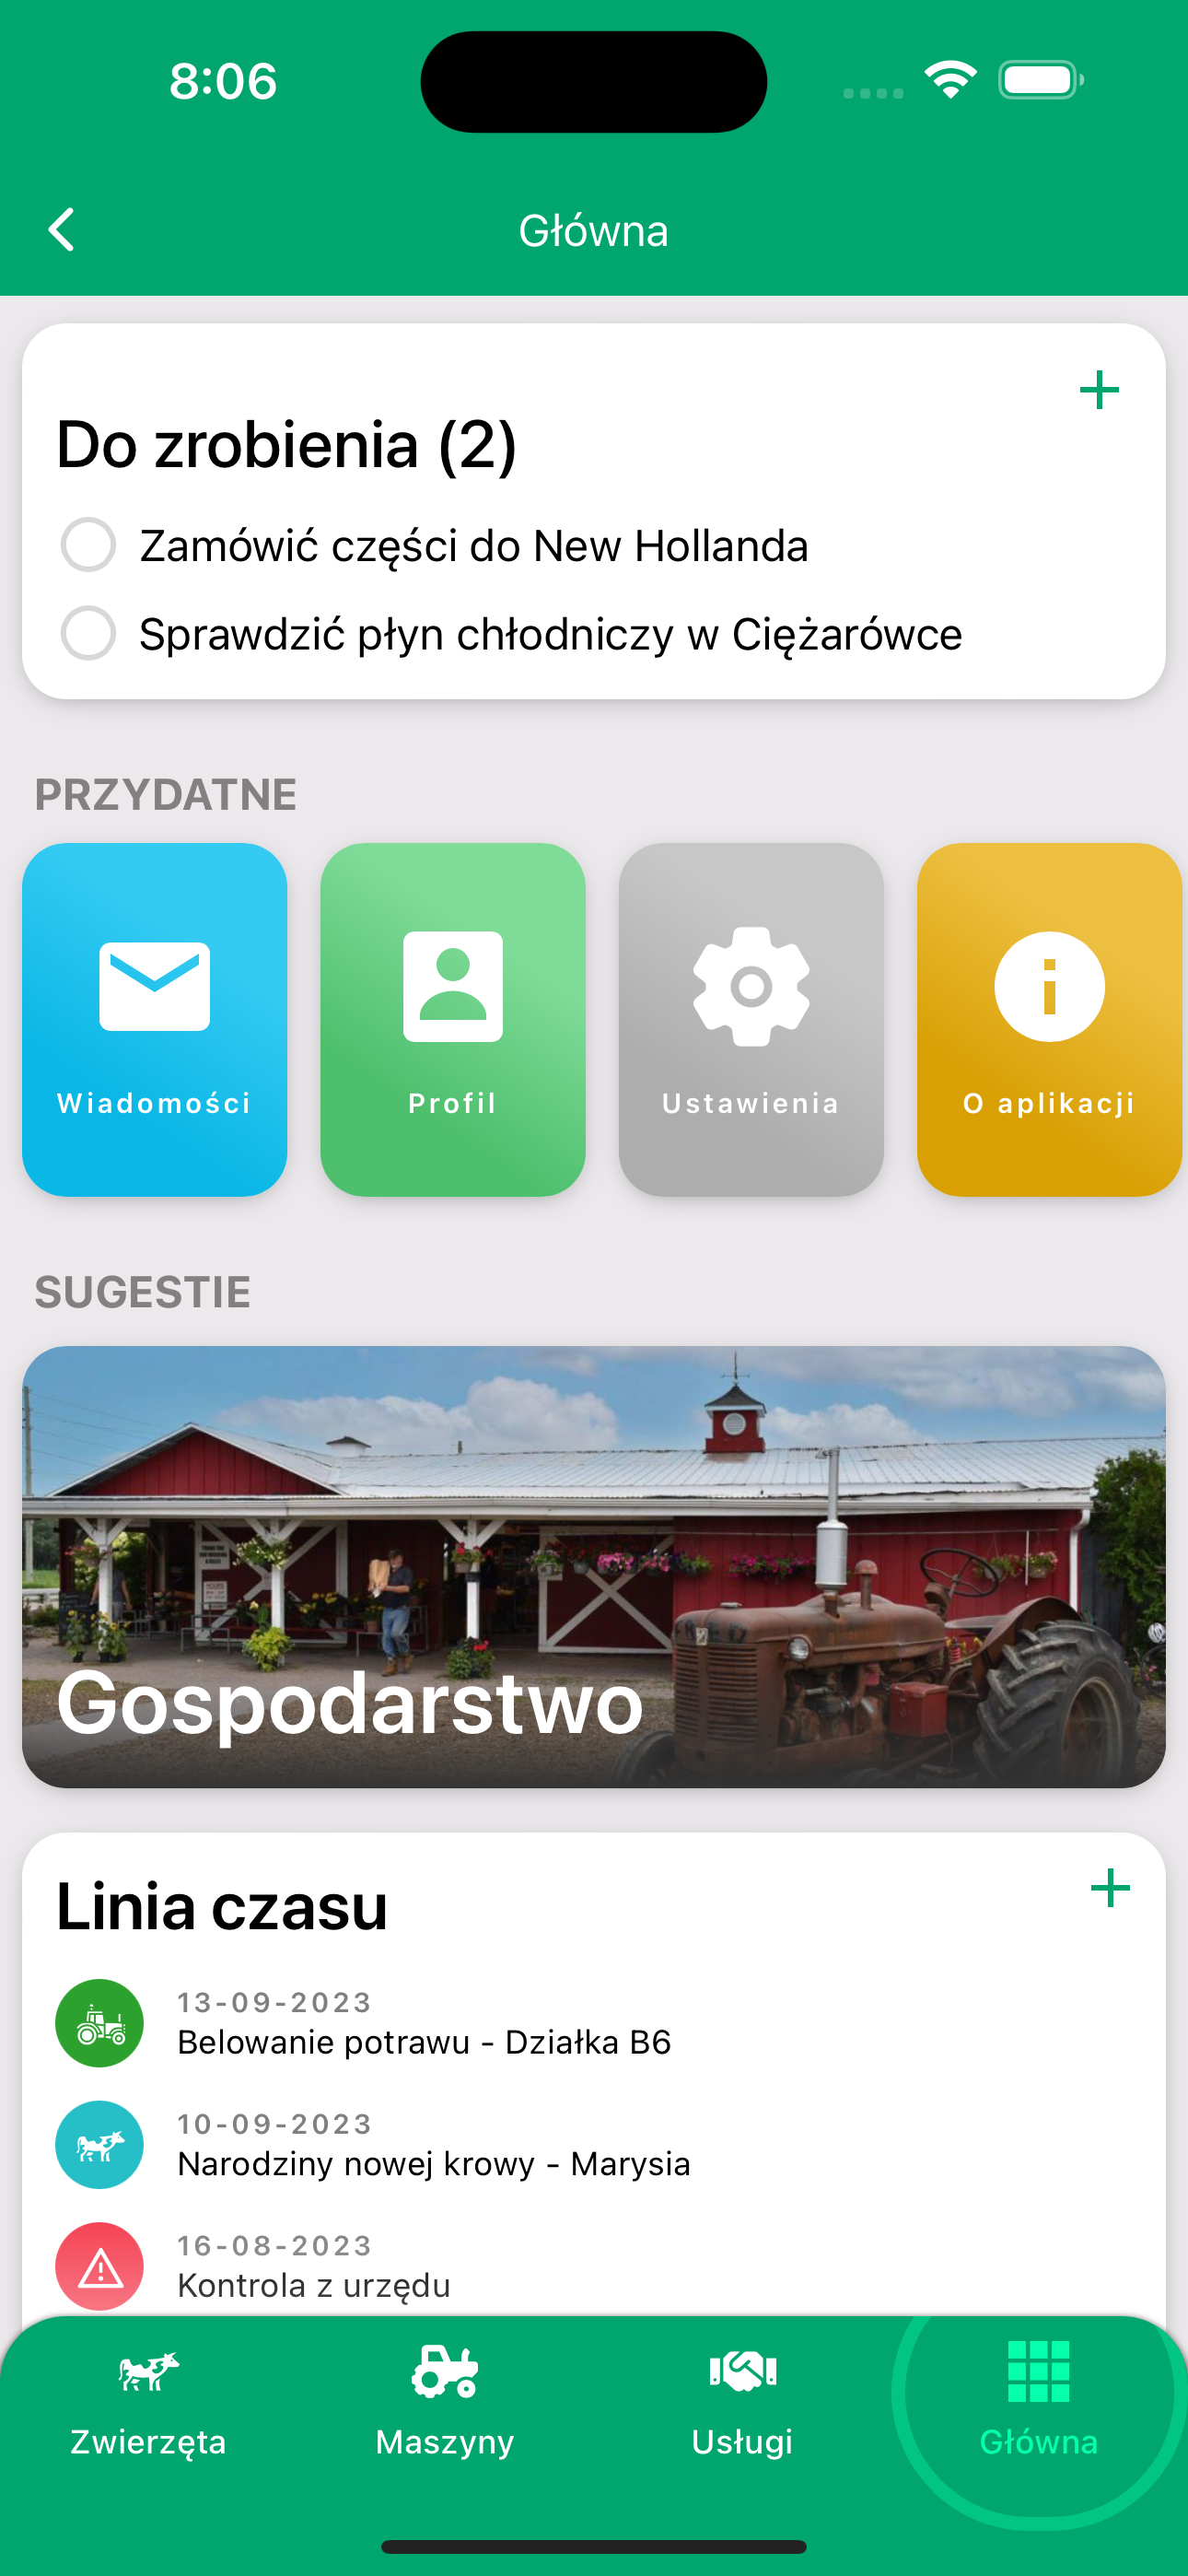 8:06
Główna
Do zrobienia (2)
Zamówić części do New Hollanda
Sprawdzić płyn chłodniczy w Ciężarówce
PRZYDATNE
Wiadomości
Profil
Ustawienia
O aplikacji
SUGESTIE
Gospodarstwo
Linia czasu
13-09-2023
Belowanie potrawu - Działka B6
10-09-2023
Narodziny nowej krowy - Marysia
16-08-2023
Kontrola z urzędu
Zwierzęta
Maszyny
Usługi
Główna